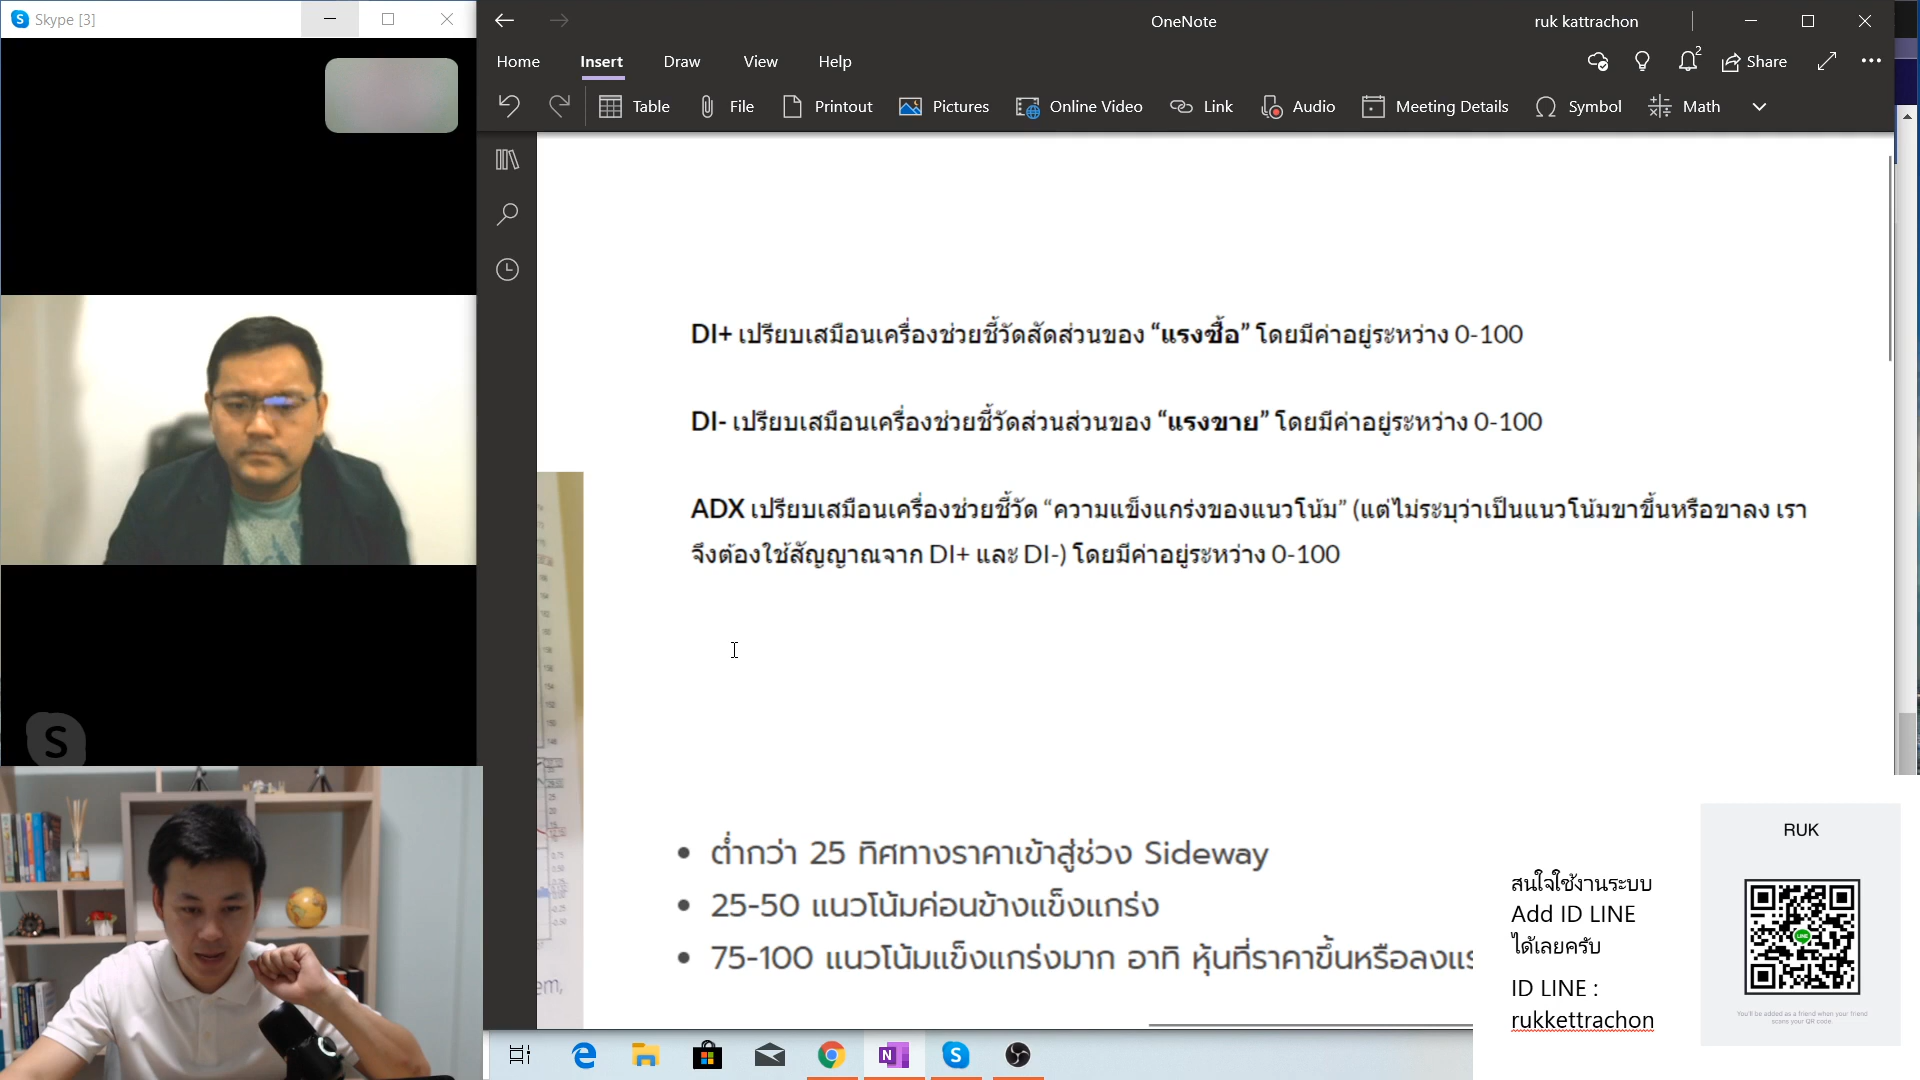 Skype [3]
OneNote
ruk kattrachon
Home Insert Draw View Help
2
Share
Table File Printout Pictures Online Video Link Audio Meeting Details Symbol Math
DI+ เปรียบเสมือนเครื่องช่วยชี้วัดสัดส่วนของ “แรงซื้อ” โดยมีค่าอยู่ระหว่าง 0-100
DI- เปรียบเสมือนเครื่องช่วยชี้วัดส่วนส่วนของ “แรงขาย” โดยมีค่าอยู่ระหว่าง 0-100
ADX เปรียบเสมือนเครื่องช่วยชี้วัด “ความแข็งแกร่งของแนวโน้ม” (แต่ไม่ระบุว่าเป็นแนวโน้มขาขึ้นหรือขาลง เรา
จึงต้องใช้สัญญาณจาก DI+ และ DI-) โดยมีค่าอยู่ระหว่าง 0-100
• ต่ำกว่า 25 ทิศทางราคาเข้าสู่ช่วง Sideway
• 25-50 แนวโน้มค่อนข้างแข็งแกร่ง
• 75-100 แนวโน้มแข็งแกร่งมาก อาทิ หุ้นที่ราคาขึ้นหรือลงแร
em,
สนใจใช้งานระบบ
Add ID LINE
ได้เลยครับ
ID LINE :
rukkettrachon
RUK
LINE
You'll be added as a friend when your friend
scans your QR code.